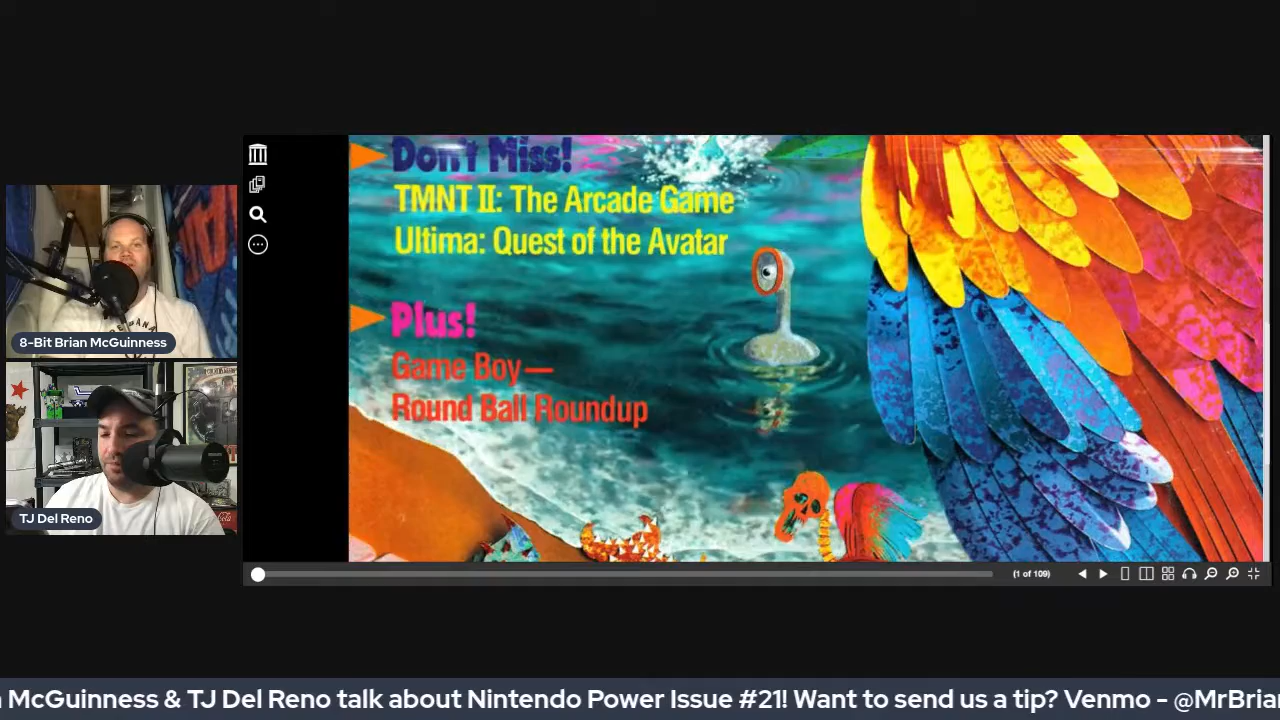 Don't Miss!
TMNT II: The Arcade Game
Ultima: Quest of the Avatar
Plus!
Game Boy—
Round Ball Roundup
8-Bit Brian McGuinness
TJ Del Reno
(1 of 109)
McGuinness & TJ Del Reno talk about Nintendo Power Issue #21! Want to send us a tip? Venmo - @MrBria